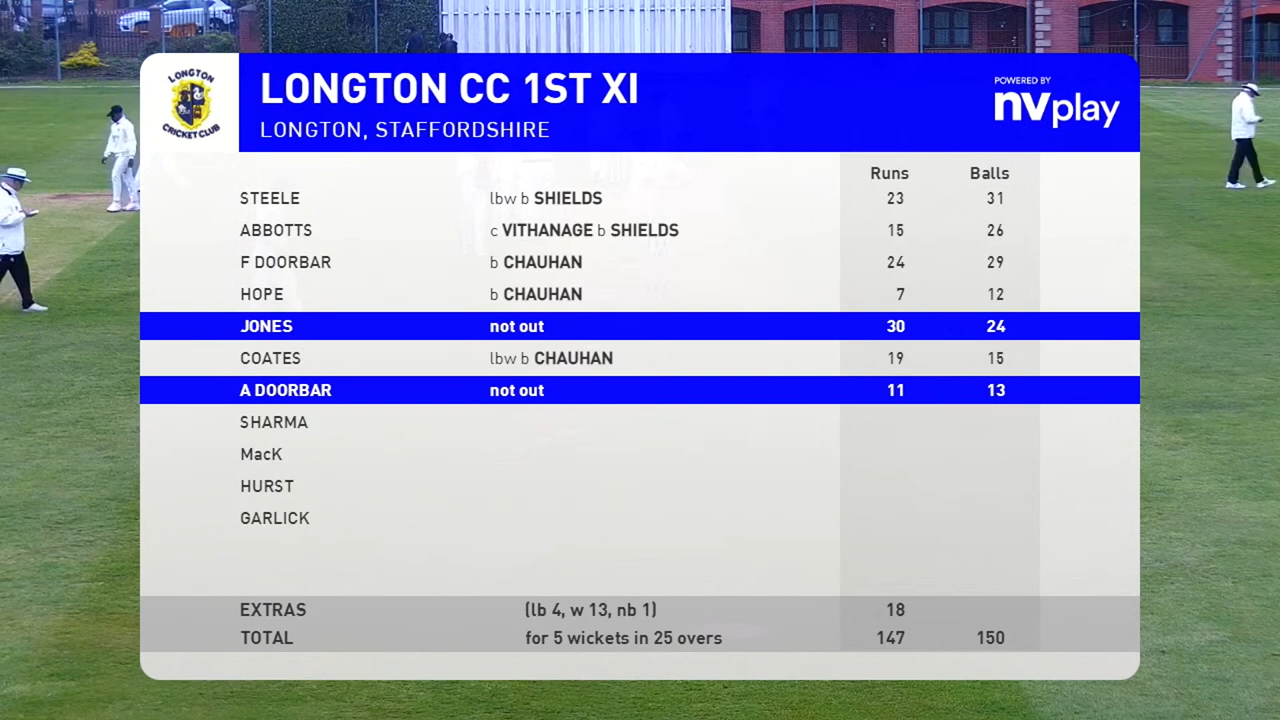 LONGTON
CRICKET CLUB
LONGTON CC 1ST XI
LONGTON, STAFFORDSHIRE
POWERED BY
nvplay
Runs Balls
STEELE lbw b SHIELDS 23 31
ABBOTTS c VITHANAGE b SHIELDS 15 26
F DOORBAR b CHAUHAN 24 29
HOPE b CHAUHAN 7 12
JONES not out 30 24
COATES lbw b CHAUHAN 19 15
A DOORBAR not out 11 13
SHARMA
MacK
HURST
GARLICK
EXTRAS (lb 4, w 13, nb 1) 18
TOTAL for 5 wickets in 25 overs 147 150